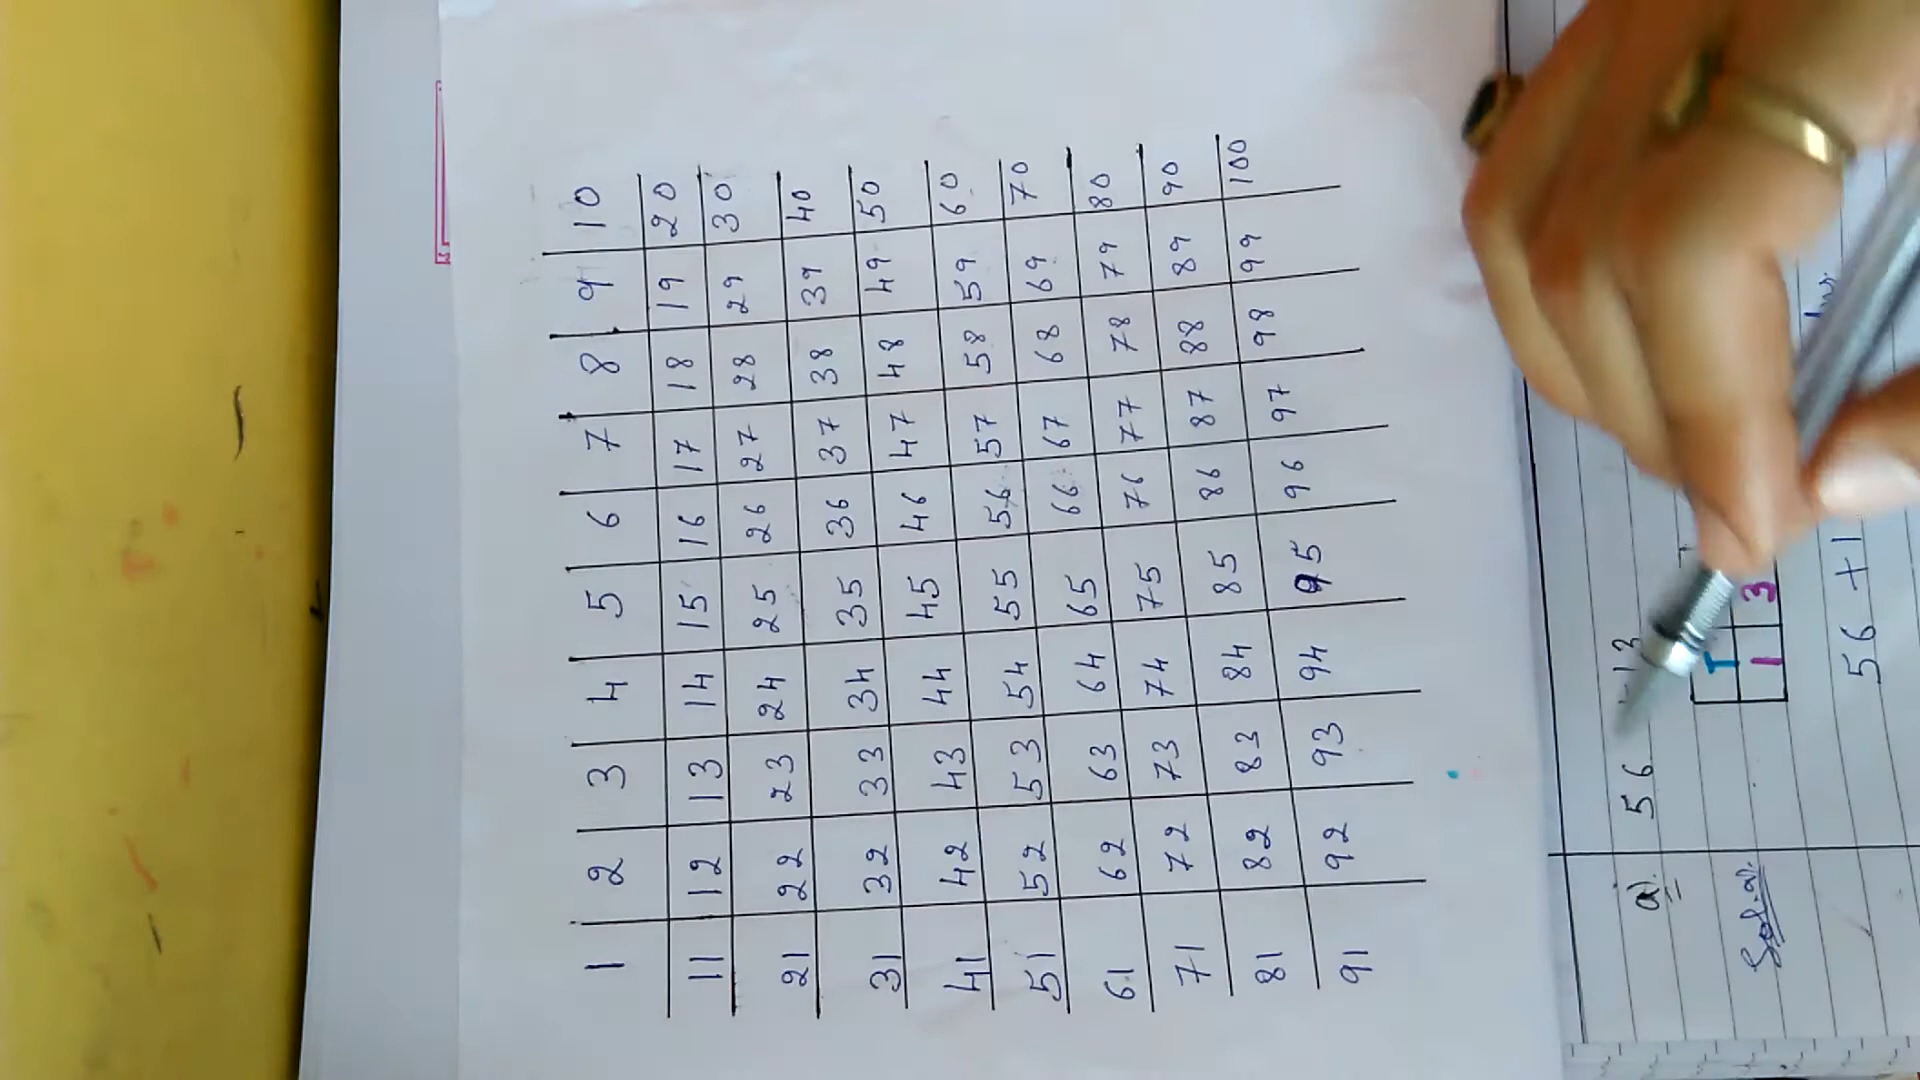 1 2 3 4 5 6 7 8 9 10
11 12 13 14 15 16 17 18 19 20
21 22 23 24 25 26 27 28 29 30
31 32 33 34 35 36 37 38 39 40
41 42 43 44 45 46 47 48 49 50
51 52 53 54 55 56 57 58 59 60
61 62 63 64 65 66 67 68 69 70
71 72 73 74 75 76 77 78 79 80
81 82 83 84 85 86 87 88 89 90
91 92 93 94 95 96 97 98 99 100
a) 56 13
T
Sol.a). 1 3
56 + 1